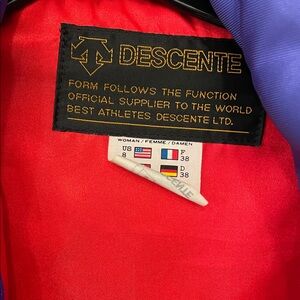 DESCENTE
FORM FOLLOWS THE FUNCTION
OFFICIAL SUPPLIER TO THE WORLD
BEST ATHLETES DESCENTE LTD.
WOMAN / FEMME / DAMEN
US F
8 38
D
38
DESCENTE